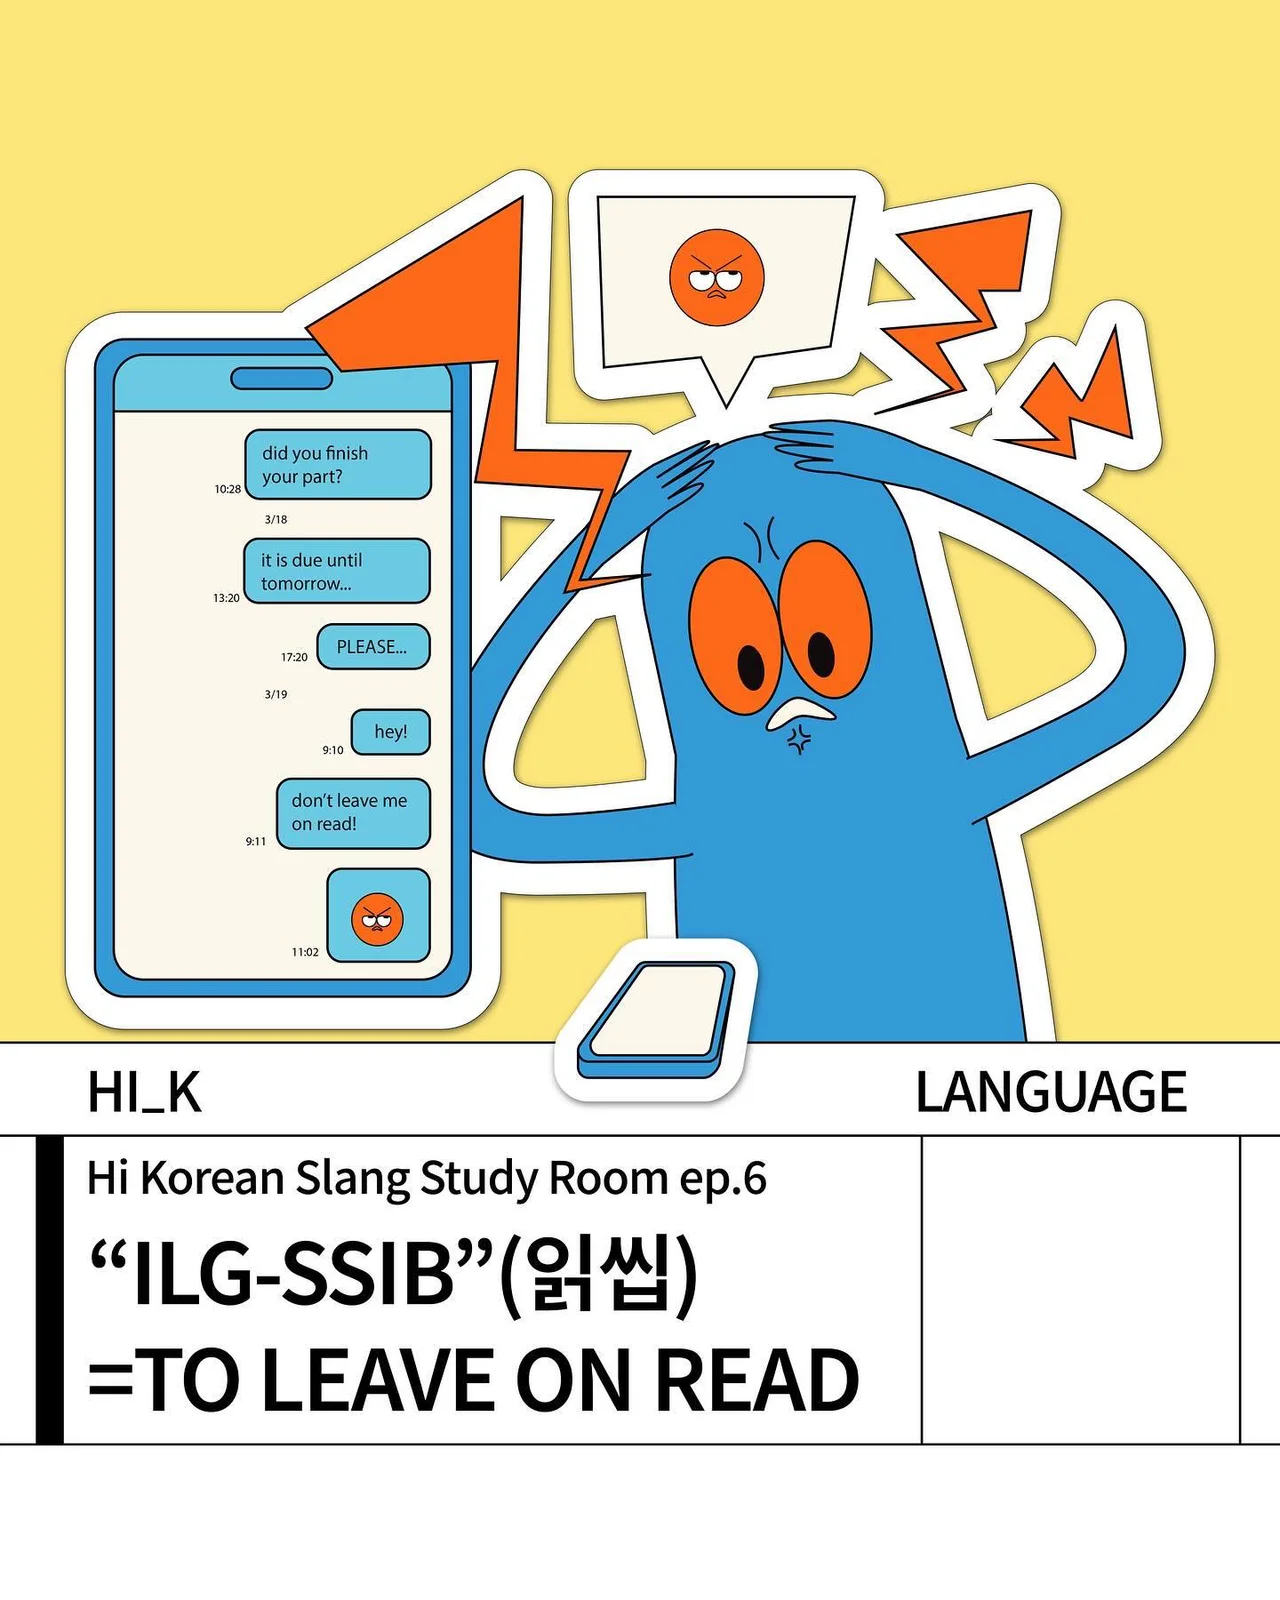 did you finish
your part?
10:28
3/18
it is due until
tomorrow...
13:20
PLEASE...
17:20
3/19
hey!
9:10
don't leave me
on read!
9:11
11:02
HI_K
LANGUAGE
Hi Korean Slang Study Room ep.6
“ILG-SSIB”(읽씹)
=TO LEAVE ON READ